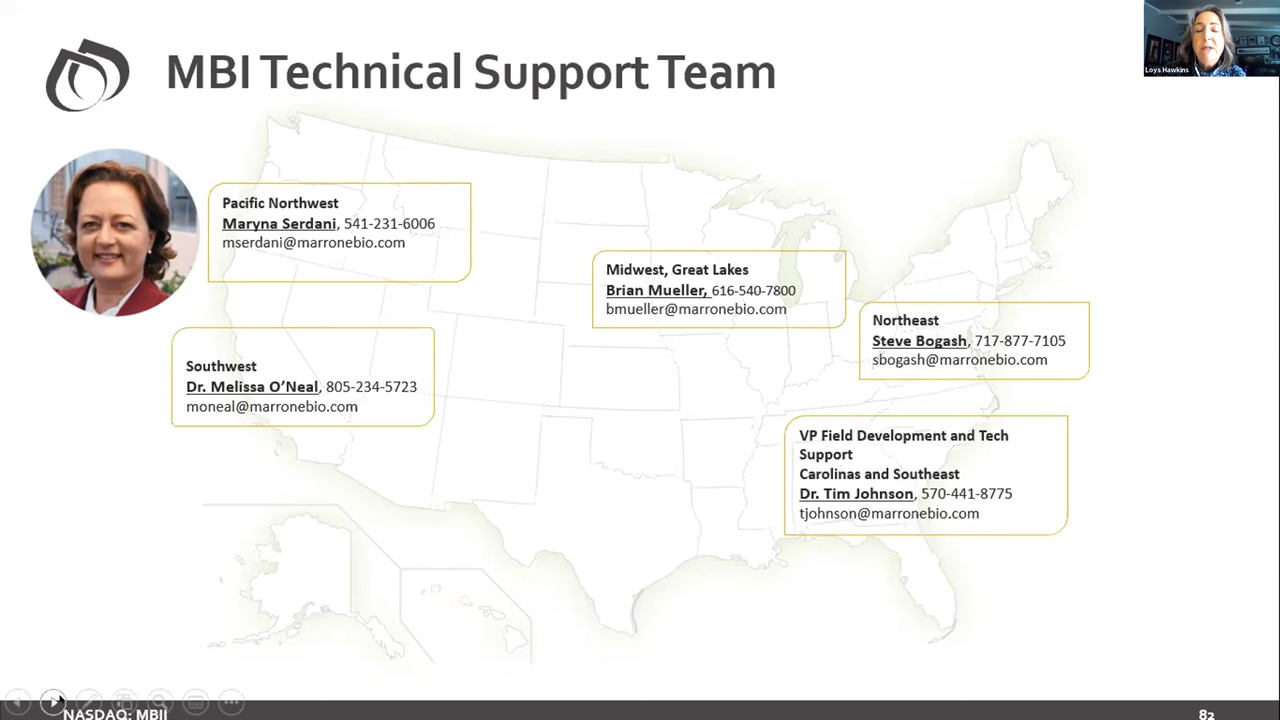 MBI Technical Support Team
Loys Hawkins
Pacific Northwest
Maryna Serdani, 541-231-6006
mserdani@marronebio.com
Midwest, Great Lakes
Brian Mueller, 616-540-7800
bmueller@marronebio.com
Northeast
Steve Bogash, 717-877-7105
sbogash@marronebio.com
Southwest
Dr. Melissa O’Neal, 805-234-5723
moneal@marronebio.com
VP Field Development and Tech
Support
Carolinas and Southeast
Dr. Tim Johnson, 570-441-8775
tjohnson@marronebio.com
NASDAQ: MBII
82